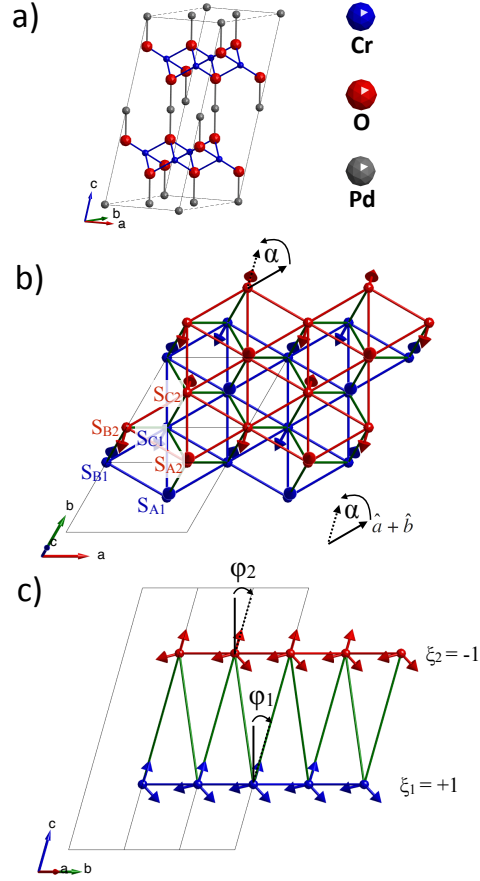 a)
Cr
O
Pd
c
b
a
b)
α
S_C2
S_B2
S_C1
S_B1
S_A2
S_A1
α
â + b̂
b
c
a
c)
φ₂
ξ₂ = -1
φ₁
ξ₁ = +1
c
a
b